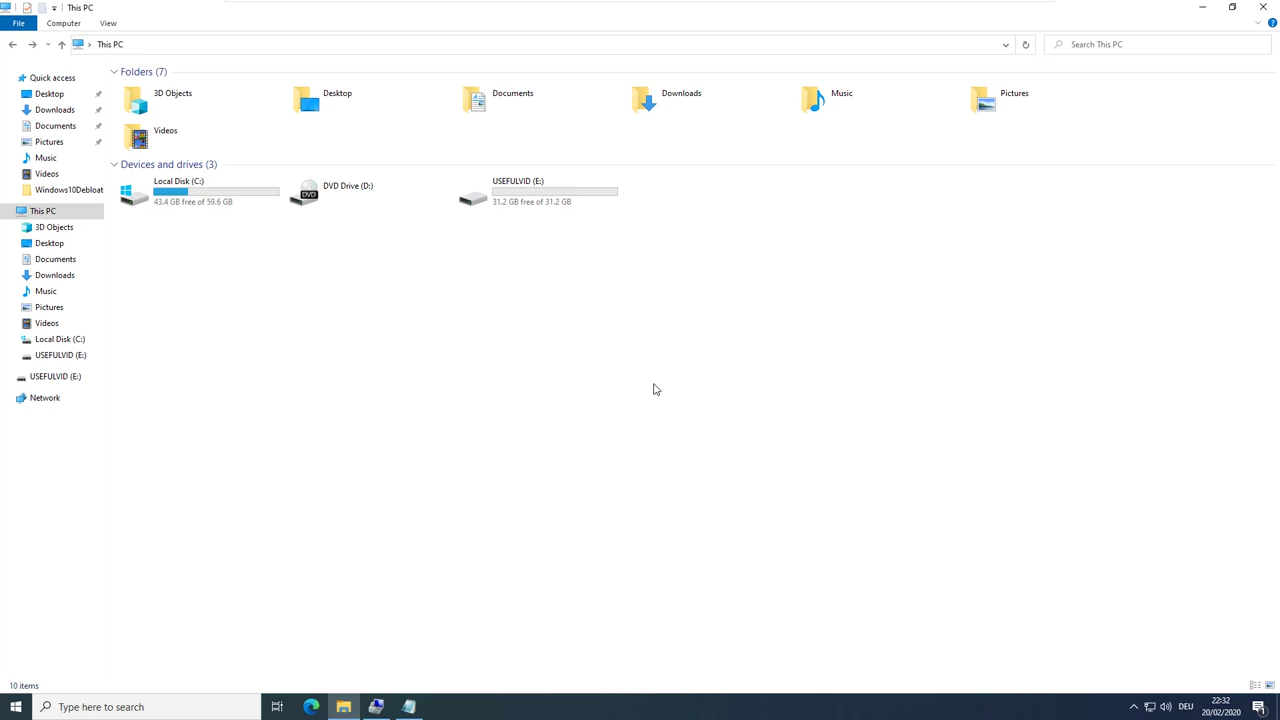 This PC
File
Computer
View
This PC
Search This PC
Quick access
Desktop
Downloads
Documents
Pictures
Music
Videos
Windows10Debloat
This PC
3D Objects
Desktop
Documents
Downloads
Music
Pictures
Videos
Local Disk (C:)
USEFULVID (E:)
USEFULVID (E:)
Network
Folders (7)
3D Objects
Desktop
Documents
Downloads
Music
Pictures
Videos
Devices and drives (3)
Local Disk (C:)
43.4 GB free of 59.6 GB
DVD
DVD Drive (D:)
USEFULVID (E:)
31.2 GB free of 31.2 GB
10 items
Type here to search
DEU
22:32
20/02/2020
1